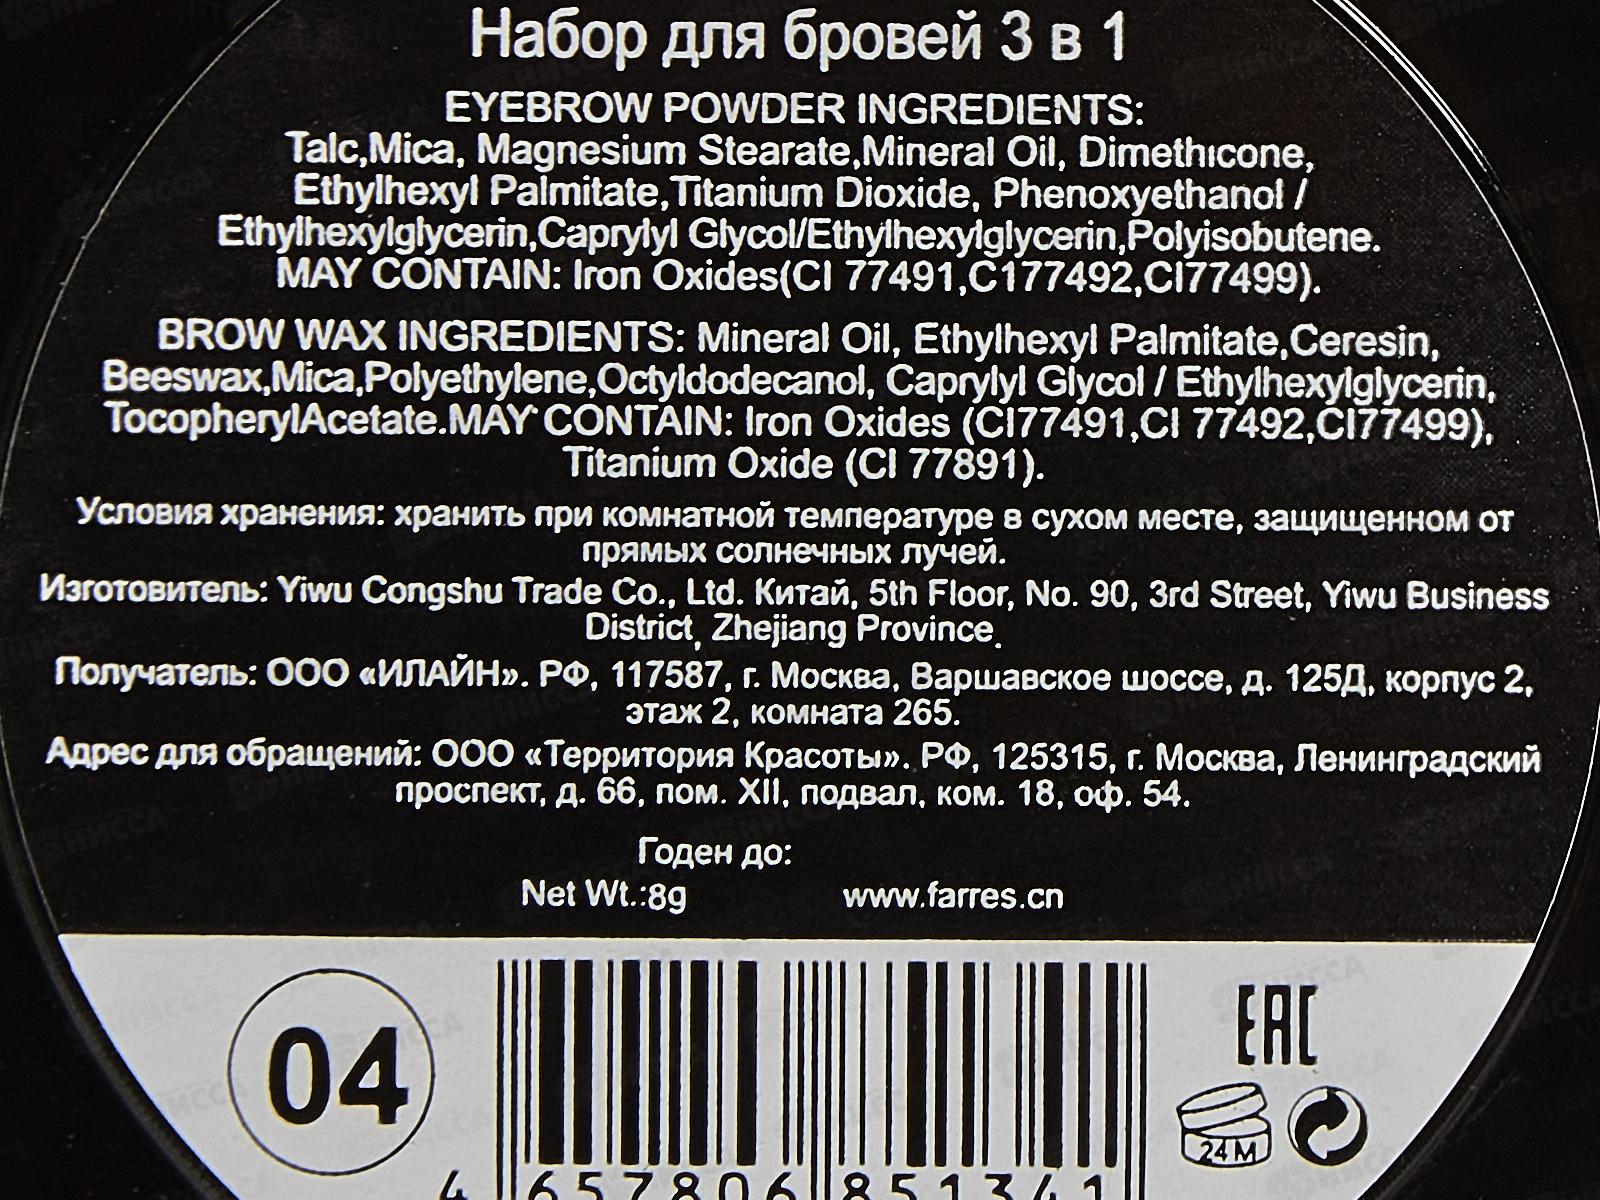 Набор для бровей 3 в 1
EYEBROW POWDER INGREDIENTS:
Talc,Mica, Magnesium Stearate,Mineral Oil, Dimethicone,
Ethylhexyl Palmitate,Titanium Dioxide, Phenoxyethanol /
Ethylhexylglycerin,Caprylyl Glycol/Ethylhexylglycerin,Polyisobutene.
MAY CONTAIN: Iron Oxides(CI 77491,C177492,CI77499).
BROW WAX INGREDIENTS: Mineral Oil, Ethylhexyl Palmitate,Ceresin,
Beeswax,Mica,Polyethylene,Octyldodecanol, Caprylyl Glycol / Ethylhexylglycerin,
TocopherylAcetate.MAY CONTAIN: Iron Oxides (CI77491,CI 77492,CI77499),
Titanium Oxide (CI 77891).
Условия хранения: хранить при комнатной температуре в сухом месте, защищенном от
прямых солнечных лучей.
Изготовитель: Yiwu Congshu Trade Co., Ltd. Китай, 5th Floor, No. 90, 3rd Street, Yiwu Business
District, Zhejiang Province.
Получатель: ООО «ИЛАЙН». РФ, 117587, г. Москва, Варшавское шоссе, д. 125Д, корпус 2,
этаж 2, комната 265.
Адрес для обращений: ООО «Территория Красоты». РФ, 125315, г. Москва, Ленинградский
проспект, д. 66, пом. XII, подвал, ком. 18, оф. 54.
Годен до:
Net Wt.:8g www.farres.cn
04
EAC
24M
4 657806 851341